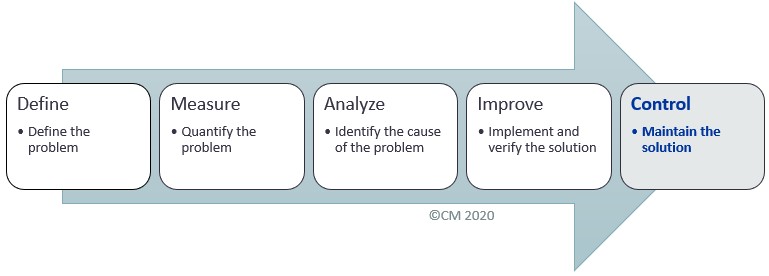 Define
• Define the
problem
Measure
• Quantify the
problem
Analyze
• Identify the cause
of the problem
Improve
• Implement and
verify the solution
Control
• Maintain the
solution
©CM 2020